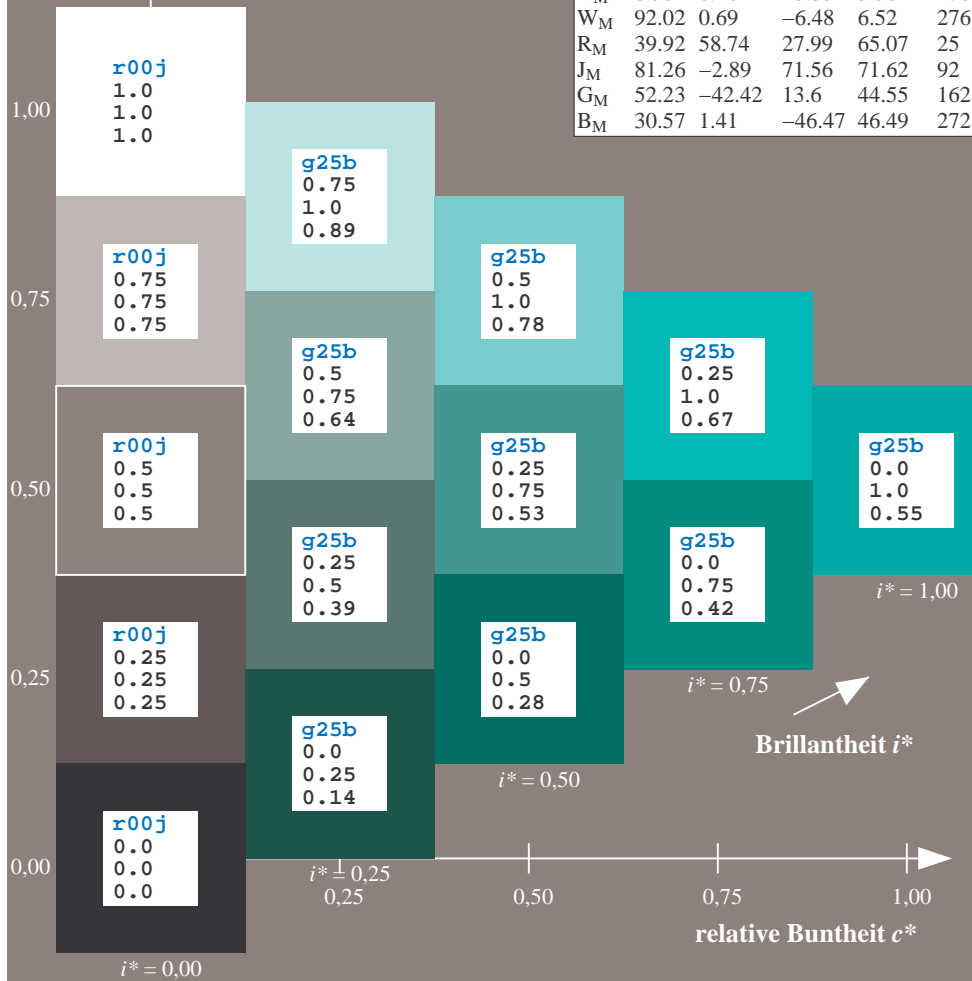 W_M 92.02 0.69 −6.48 6.52 276
R_M 39.92 58.74 27.99 65.07 25
J_M 81.26 −2.89 71.56 71.62 92
G_M 52.23 −42.42 13.6 44.55 162
B_M 30.57 1.41 −46.47 46.49 272
1,00
r00j
1.0
1.0
1.0
g25b
0.75
1.0
0.89
0,75
r00j
0.75
0.75
0.75
g25b
0.5
1.0
0.78
g25b
0.5
0.75
0.64
g25b
0.25
1.0
0.67
0,50
r00j
0.5
0.5
0.5
g25b
0.25
0.75
0.53
g25b
0.0
1.0
0.55
g25b
0.25
0.5
0.39
g25b
0.0
0.75
0.42
i* = 1,00
0,25
r00j
0.25
0.25
0.25
g25b
0.0
0.5
0.28
i* = 0,75
g25b
0.0
0.25
0.14
Brillantheit i*
i* = 0,50
0,00
r00j
0.0
0.0
0.0
i* = 0,25
0,25
0,50
0,75
1,00
relative Buntheit c*
i* = 0,00